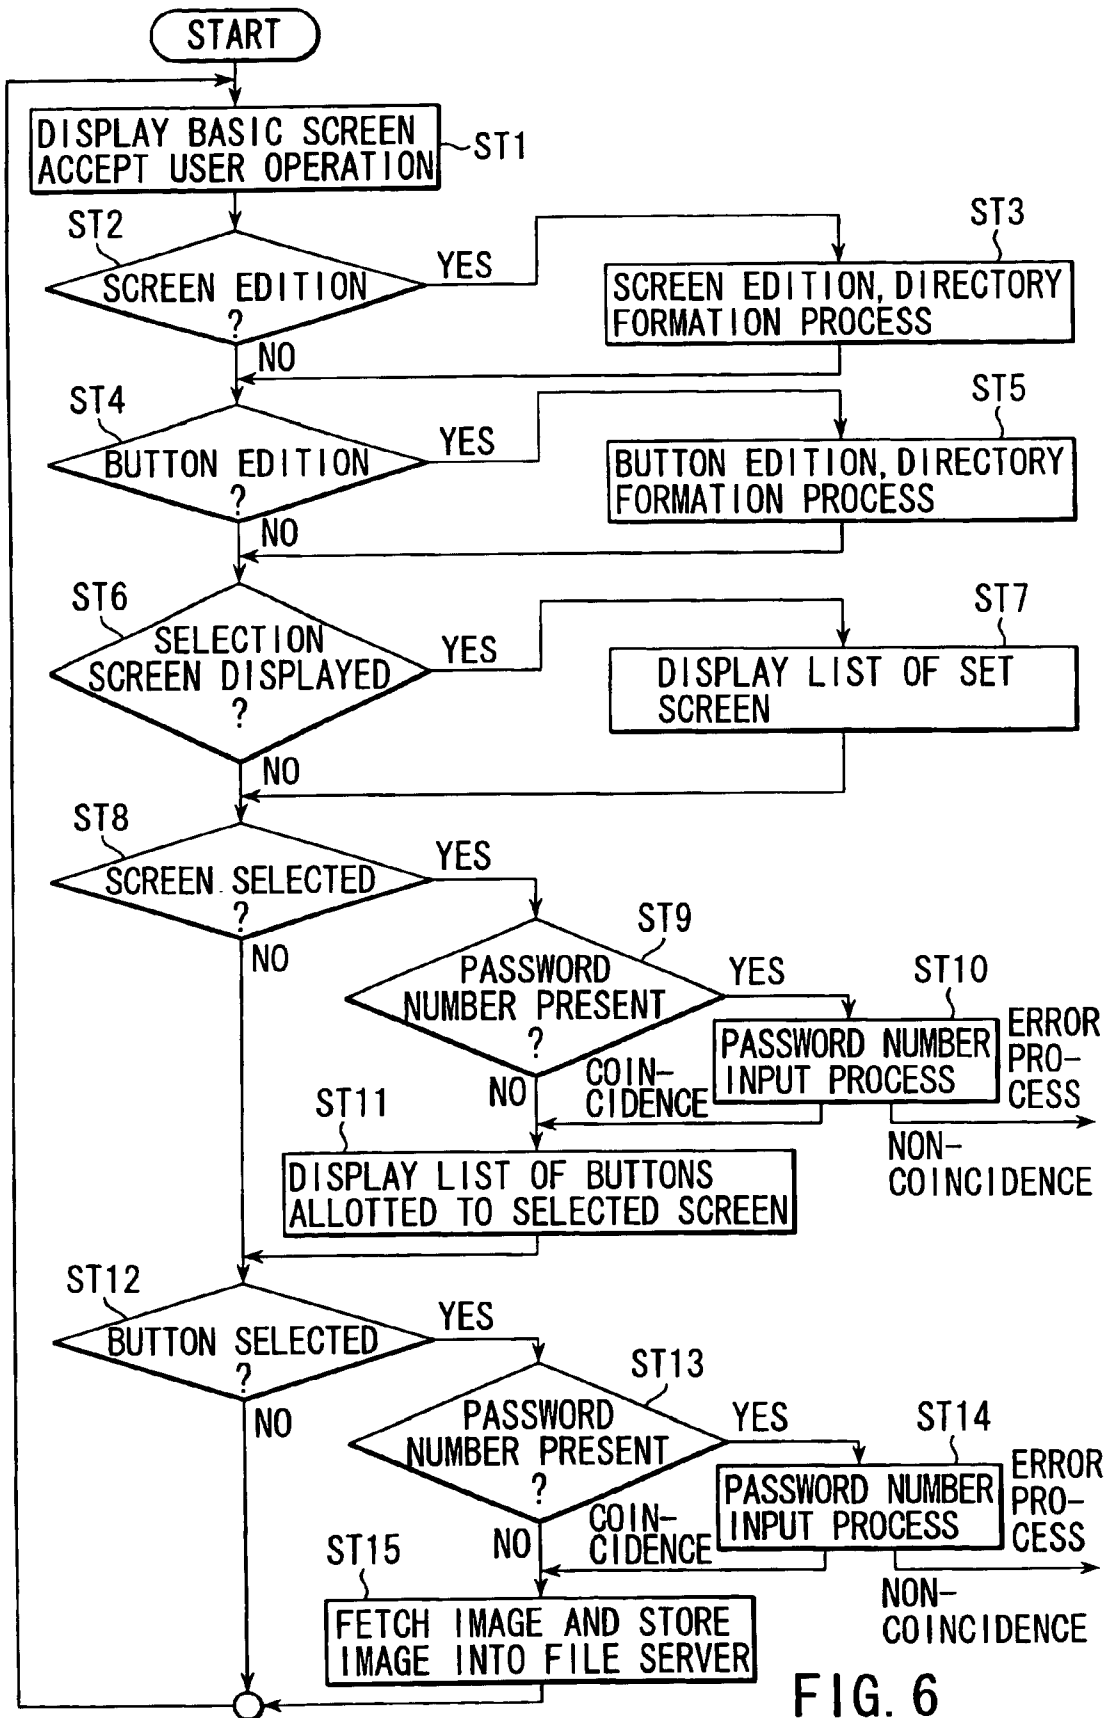 START
DISPLAY BASIC SCREEN
ACCEPT USER OPERATION
ST1
ST2
SCREEN EDITION
?
YES
NO
ST3
SCREEN EDITION, DIRECTORY
FORMATION PROCESS
ST4
BUTTON EDITION
?
YES
NO
ST5
BUTTON EDITION, DIRECTORY
FORMATION PROCESS
ST6
SELECTION
SCREEN DISPLAYED
?
YES
NO
ST7
DISPLAY LIST OF SET
SCREEN
ST8
SCREEN SELECTED
?
YES
NO
ST9
PASSWORD
NUMBER PRESENT
?
YES
NO
ST10
PASSWORD NUMBER
INPUT PROCESS
COIN-
CIDENCE
ERROR
PRO-
CESS
NON-
COINCIDENCE
ST11
DISPLAY LIST OF BUTTONS
ALLOTTED TO SELECTED SCREEN
ST12
BUTTON SELECTED
?
YES
NO
ST13
PASSWORD
NUMBER PRESENT
?
YES
NO
ST14
PASSWORD NUMBER
INPUT PROCESS
COIN-
CIDENCE
ERROR
PRO-
CESS
NON-
COINCIDENCE
ST15
FETCH IMAGE AND STORE
IMAGE INTO FILE SERVER
FIG. 6